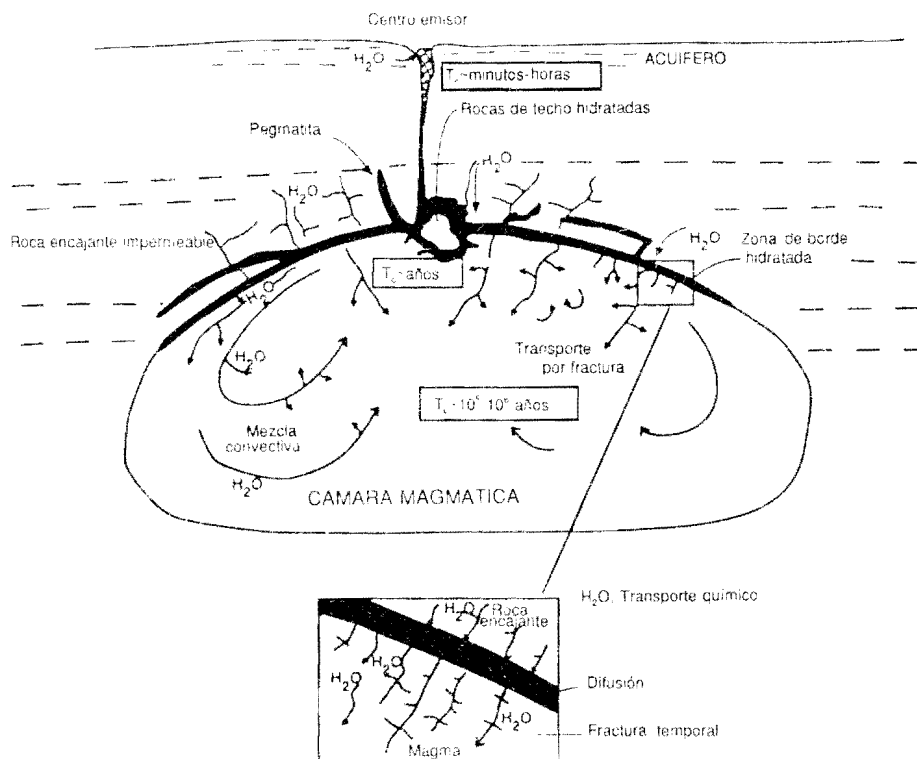 Centro emisor
H₂O
ACUIFERO
minutos-horas
Rocas de techo hidratadas
Pegmatita
H₂O
H₂O
Roca encajante impermeable
H₂O
Zona de borde
hidratada
años
H₂O
H₂O
Transporte
por fractura
años
Mezcla
convectiva
H₂O
CAMARA MAGMATICA
H₂O, Transporte químico
H₂O
Roca
encajante
H₂O
H₂O
Difusión
H₂O
Fractura temporal
Magma